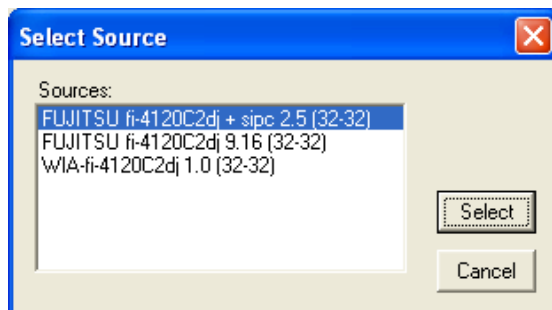 Select Source
Sources:
FUJITSU fi-4120C2dj + sipc 2.5 (32-32)
FUJITSU fi-4120C2dj 9.16 (32-32)
WIA-fi-4120C2dj 1.0 (32-32)
Select
Cancel